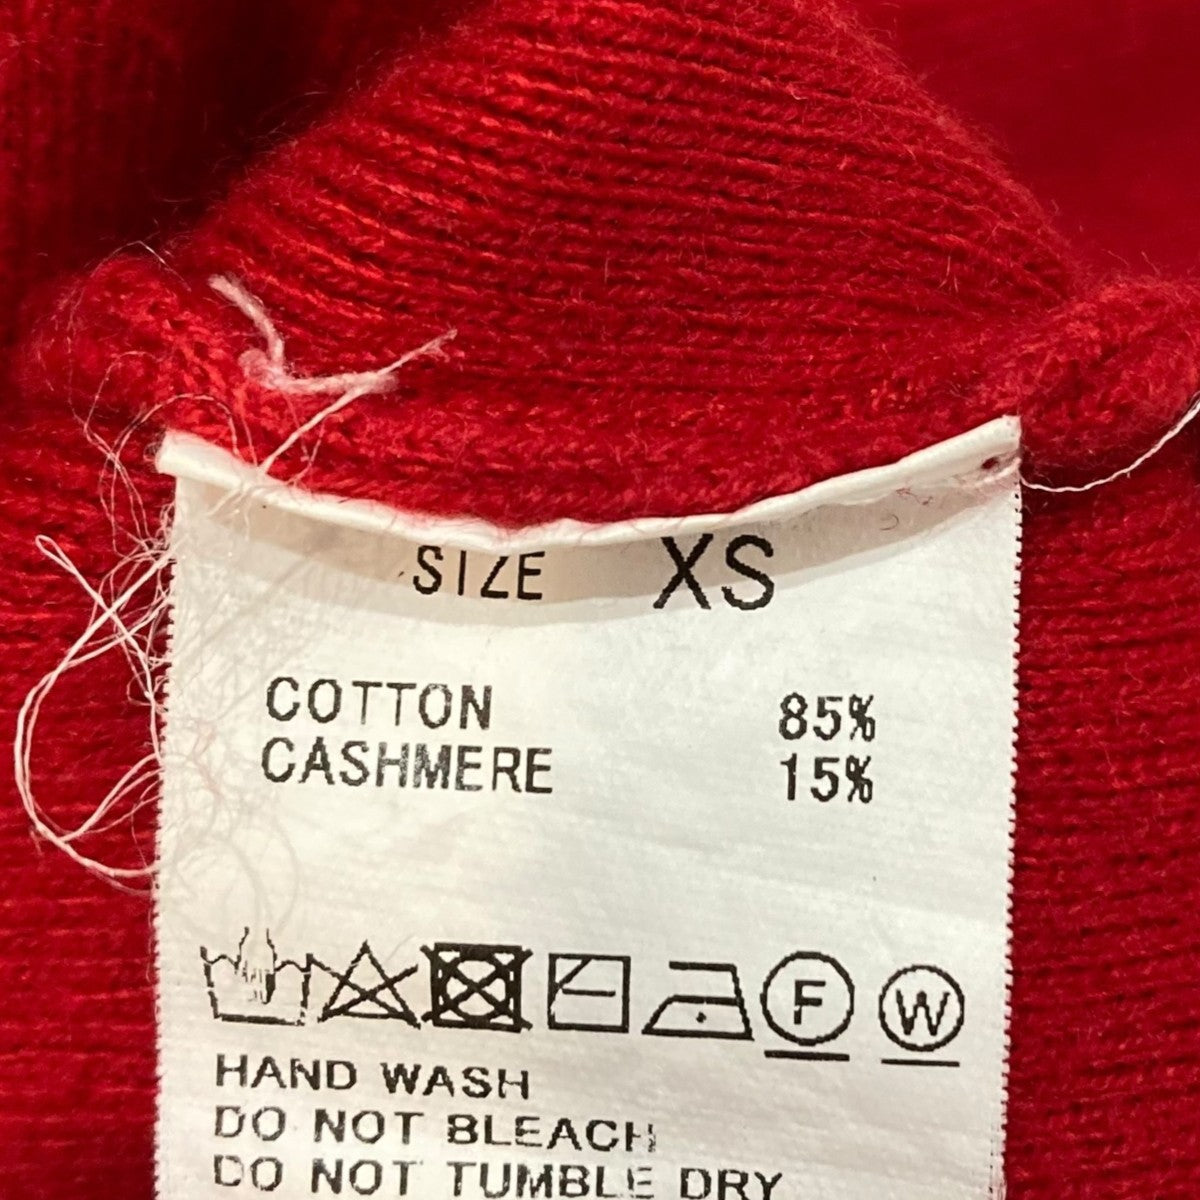 SIZE XS
COTTON 85%
CASHMERE 15%
F W
HAND WASH
DO NOT BLEACH
DO NOT TUMBLE DRY